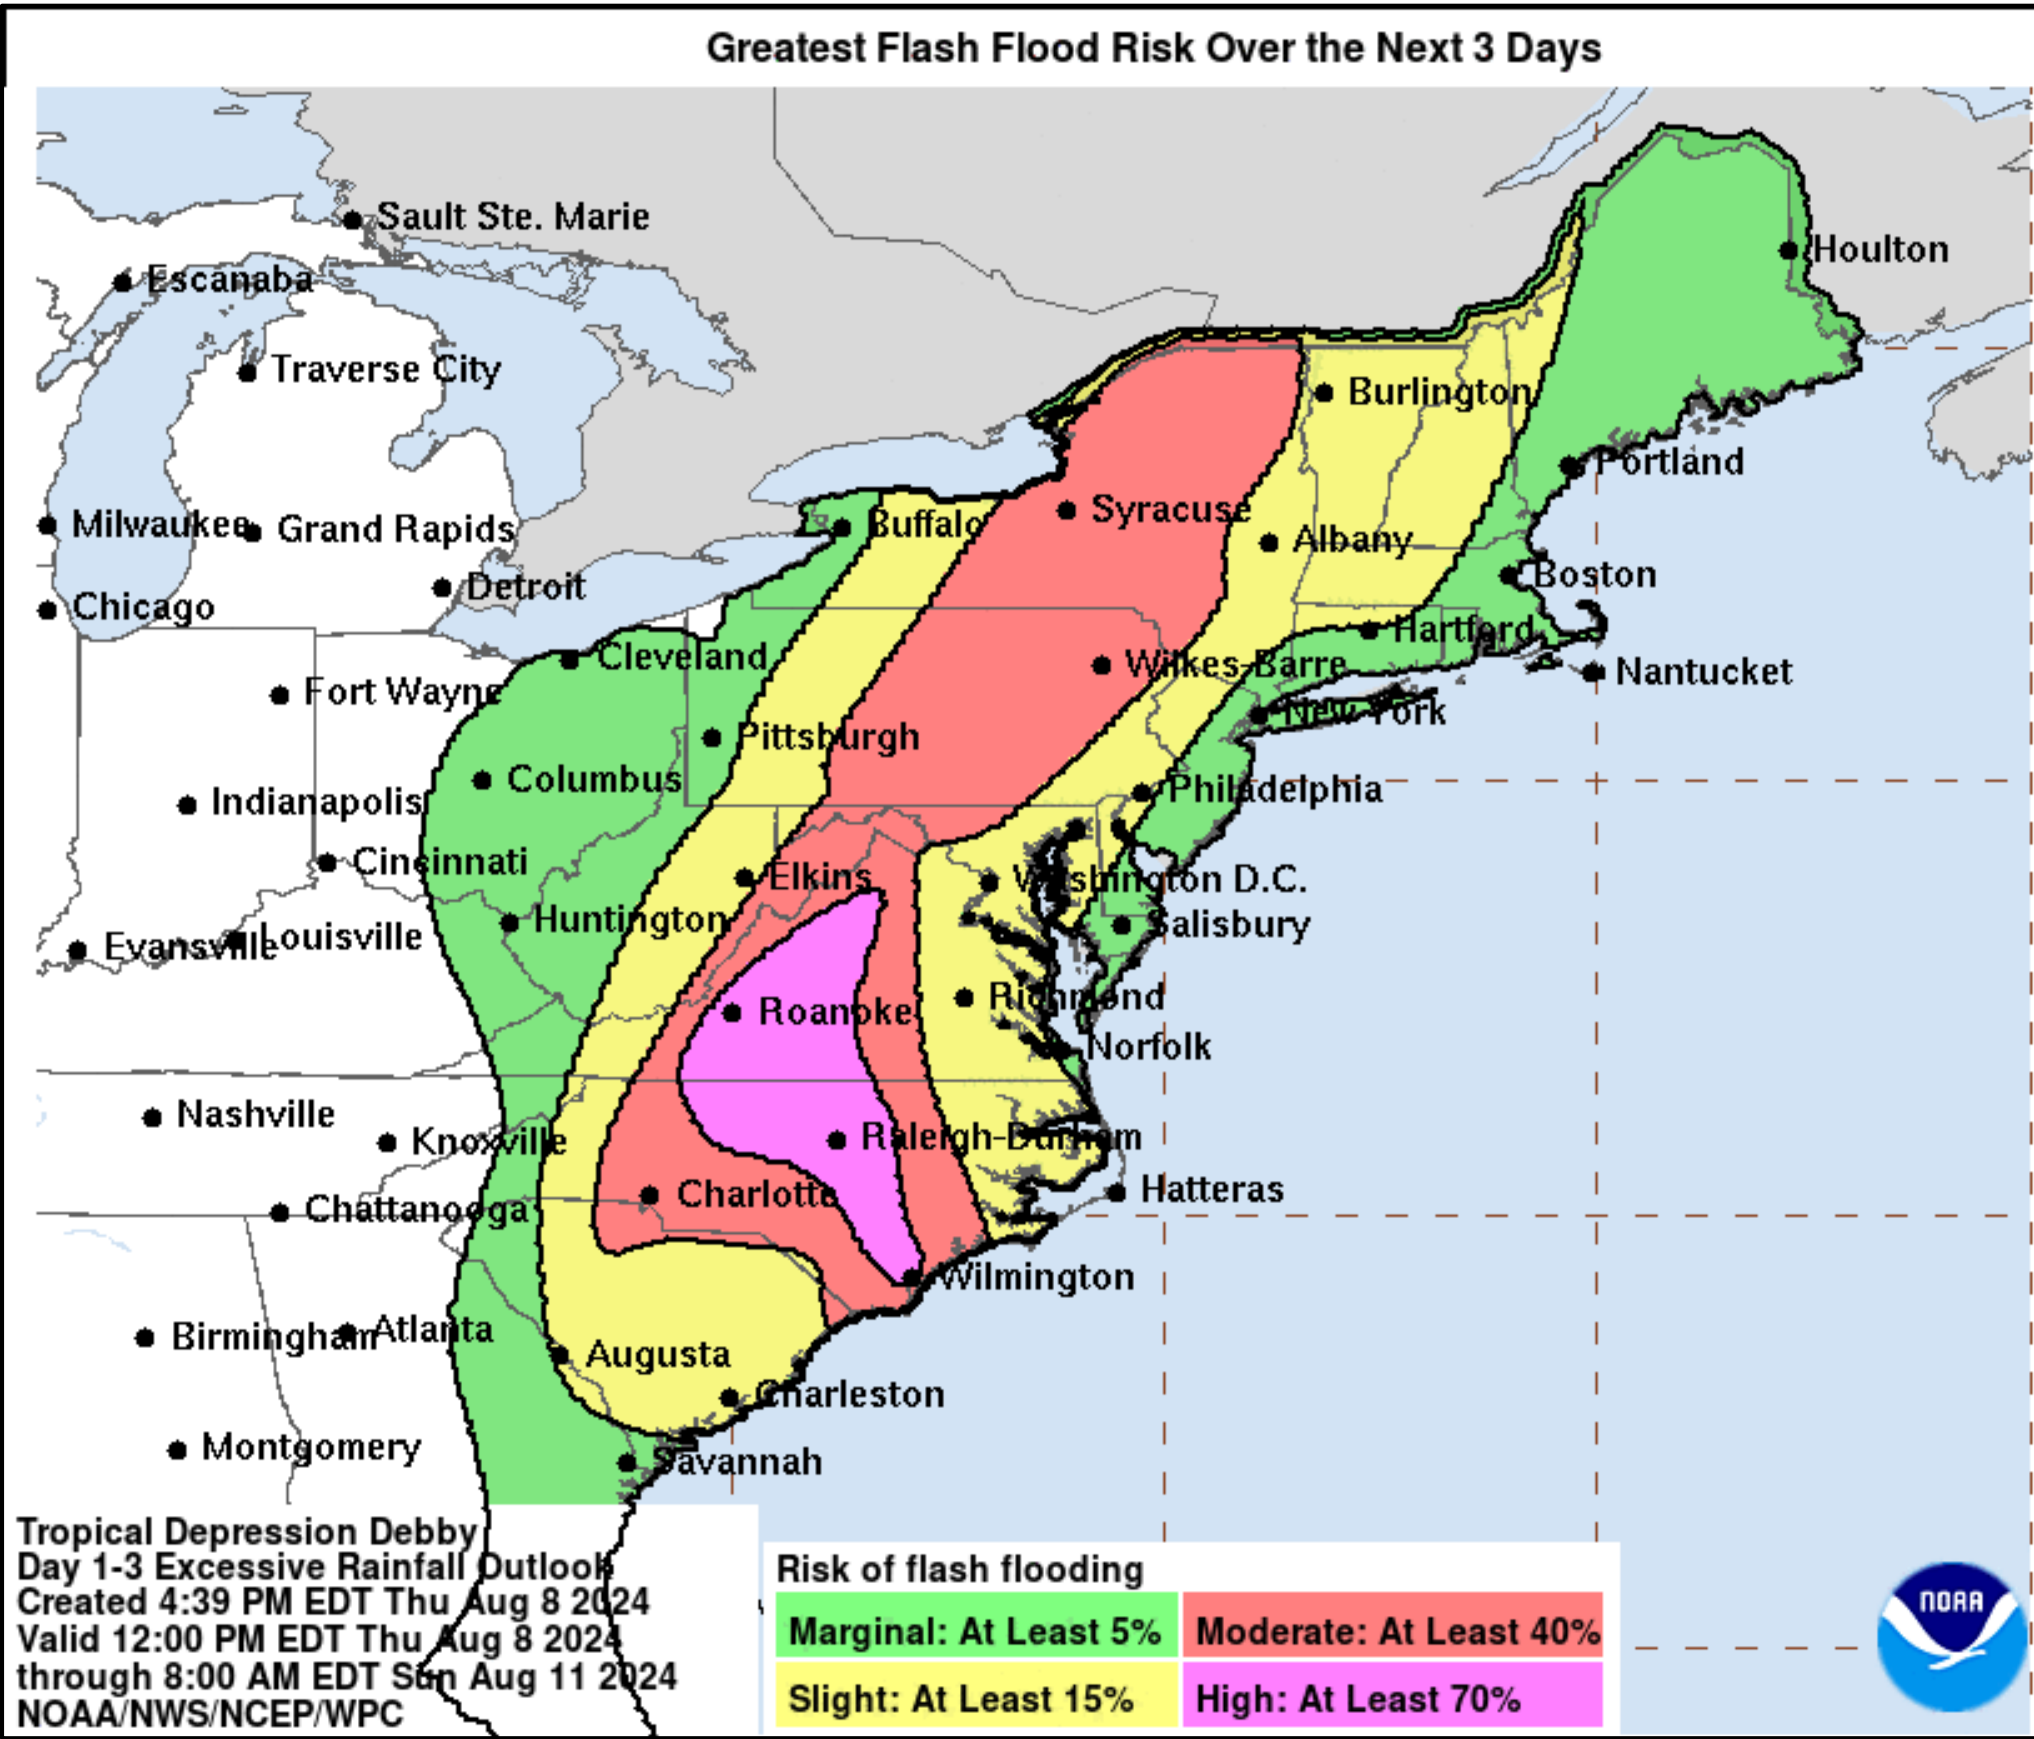 Greatest Flash Flood Risk Over the Next 3 Days
Sault Ste. Marie
Houlton
Escanaba
Traverse City
Burlington
Portland
Syracuse
Milwaukee
Grand Rapids
Buffalo
Albany
Detroit
Boston
Chicago
Hartford
Cleveland
Wilkes-Barre
Nantucket
Fort Wayne
New York
Pittsburgh
Columbus
Philadelphia
Indianapolis
Cincinnati
Elkins
Washington D.C.
Huntington
Salisbury
Evansville
Louisville
Richmond
Roanoke
Norfolk
Nashville
Knoxville
Raleigh-Durham
Charlotte
Hatteras
Chattanooga
Wilmington
Birmingham
Atlanta
Augusta
Charleston
Montgomery
Savannah
Tropical Depression Debby
Day 1-3 Excessive Rainfall Outlook
Created 4:39 PM EDT Thu Aug 8 2024
Valid 12:00 PM EDT Thu Aug 8 2024
through 8:00 AM EDT Sun Aug 11 2024
NOAA/NWS/NCEP/WPC
Risk of flash flooding
Marginal: At Least 5%
Moderate: At Least 40%
Slight: At Least 15%
High: At Least 70%
NOAA